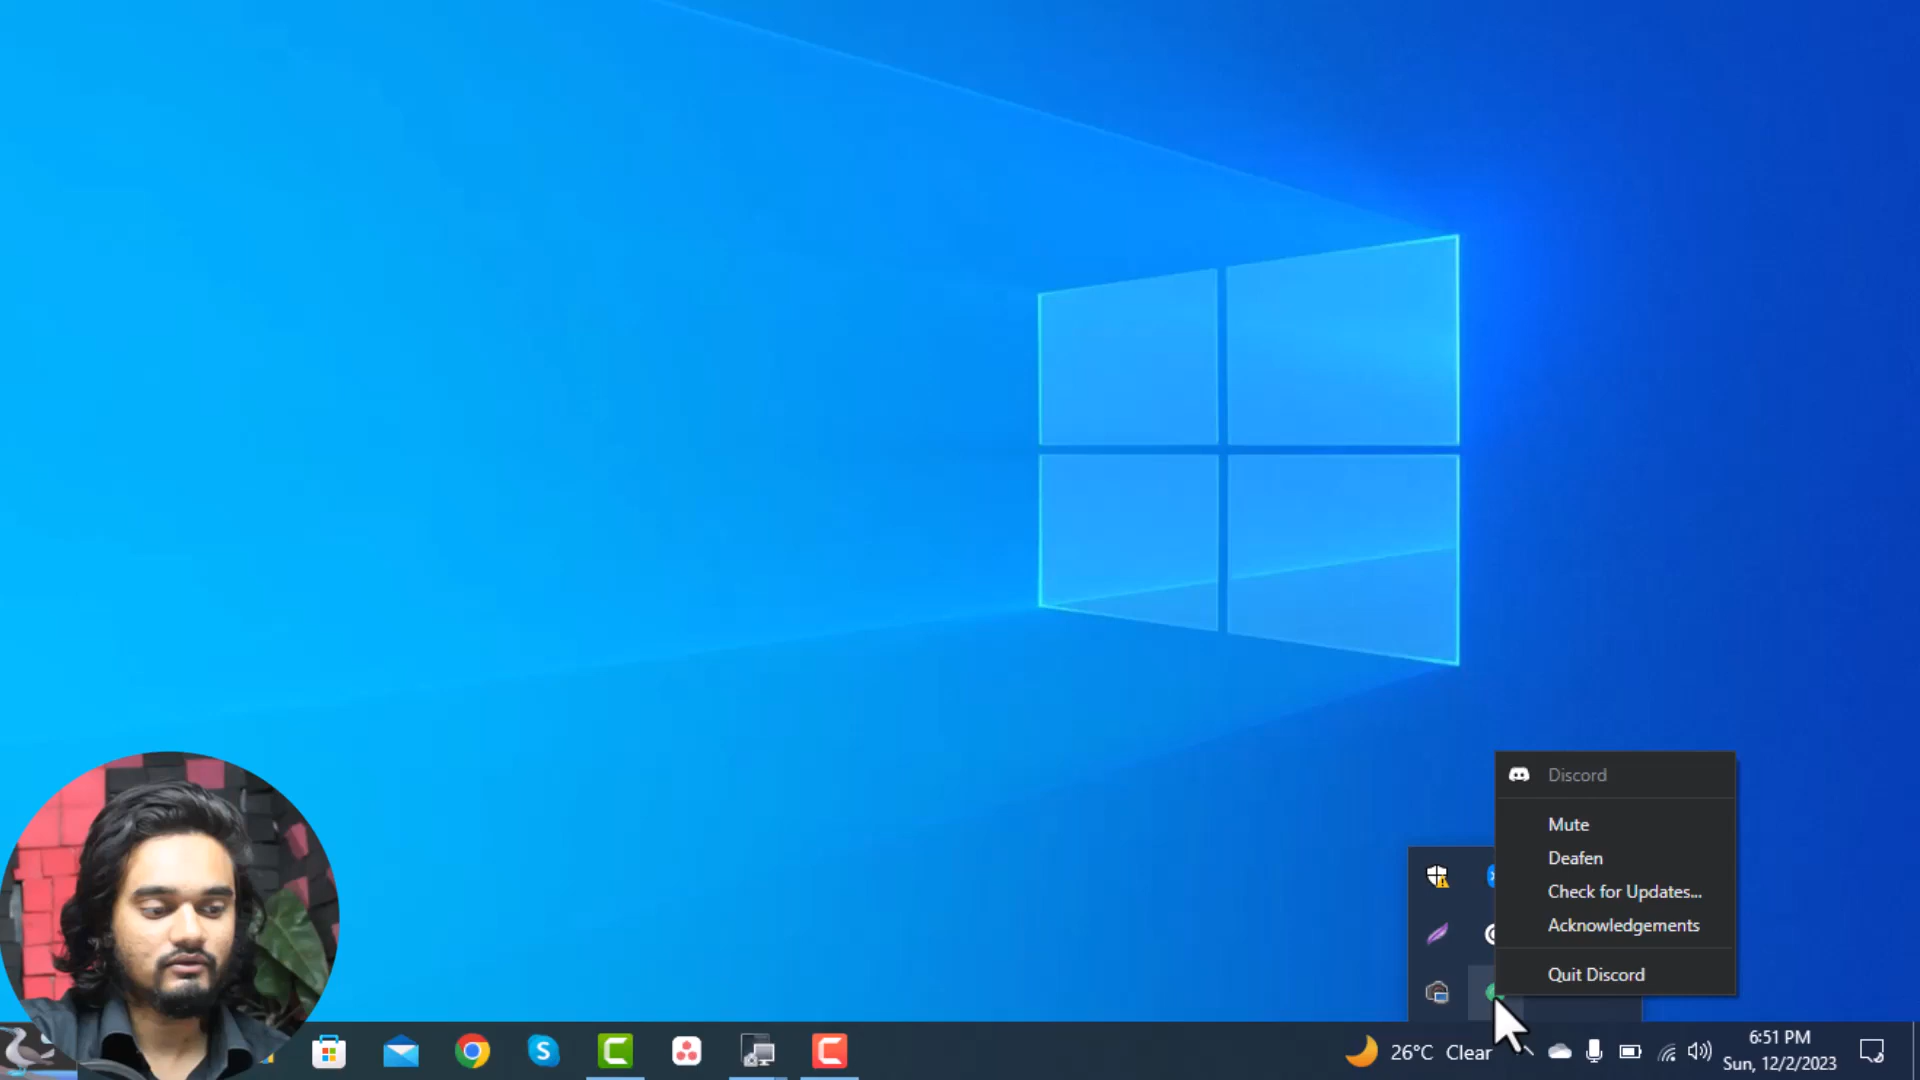 Discord
Mute
Deafen
Check for Updates...
Acknowledgements
Quit Discord
26°C Clear
6:51 PM
Sun, 12/2/2023